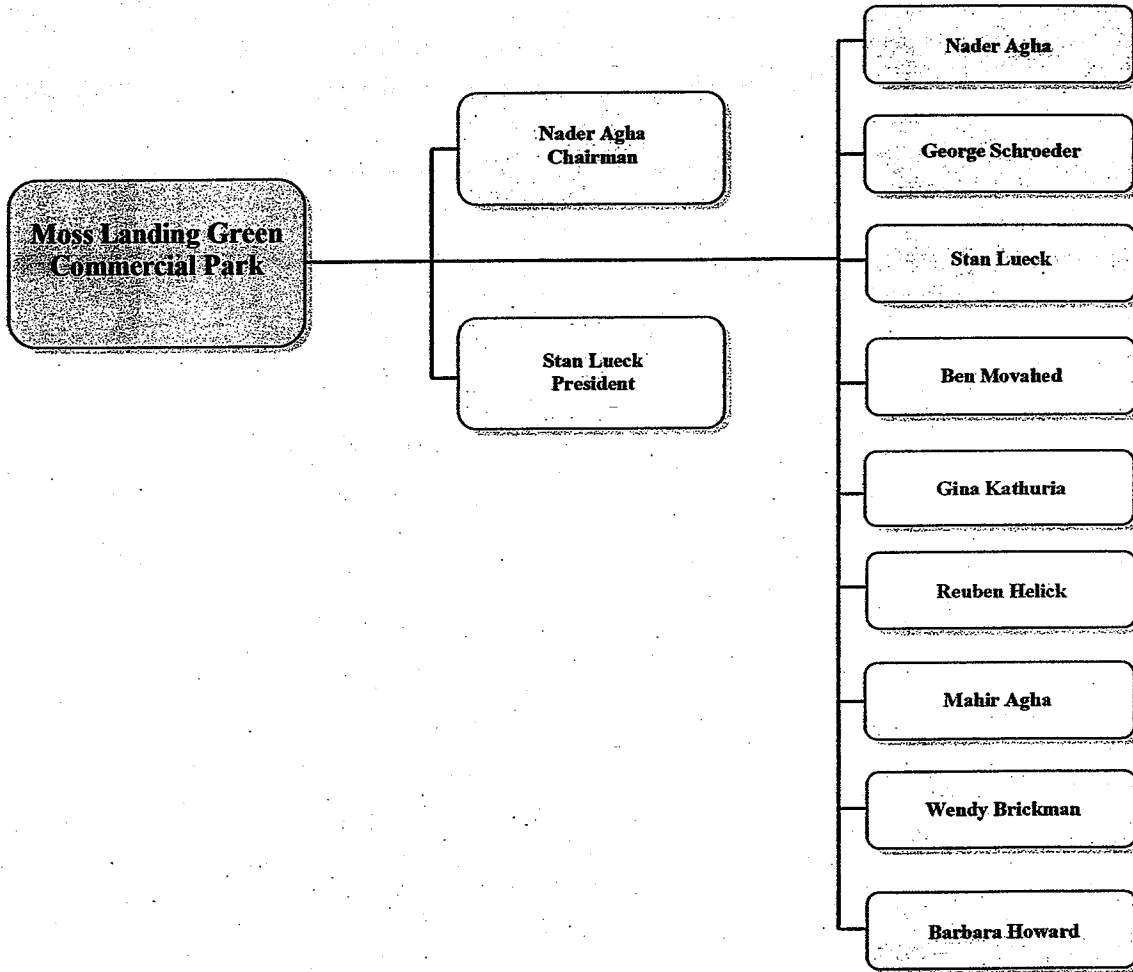 Moss Landing Green
Commercial Park
Nader Agha
Chairman
Stan Lueck
President
Nader Agha
George Schroeder
Stan Lueck
Ben Movahed
Gina Kathuria
Reuben Helick
Mahir Agha
Wendy Brickman
Barbara Howard